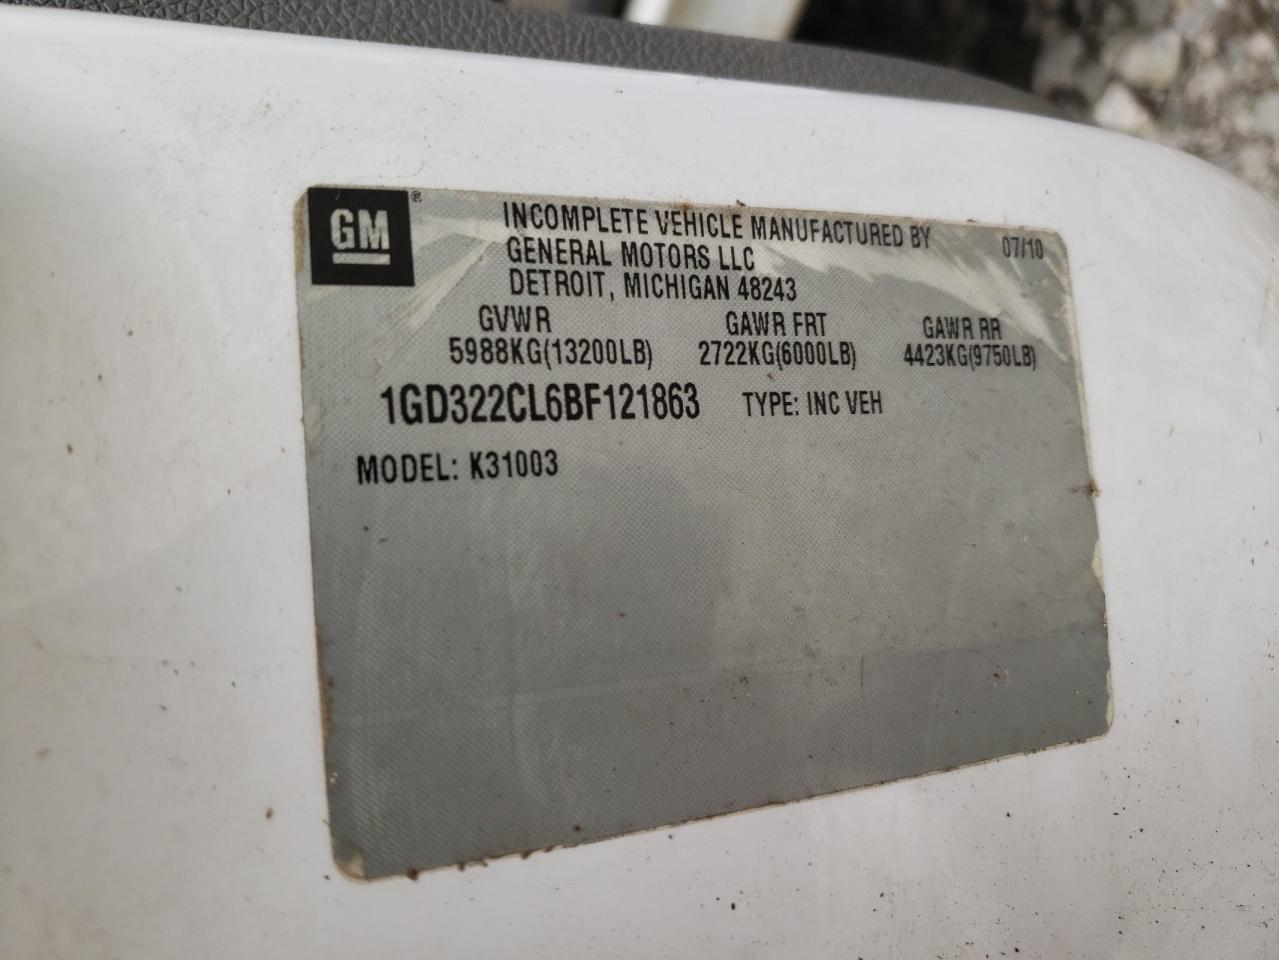 GM®
INCOMPLETE VEHICLE MANUFACTURED BY 07/10
GENERAL MOTORS LLC
DETROIT, MICHIGAN 48243
GVWR GAWR FRT GAWR RR
5988KG(13200LB) 2722KG(6000LB) 4423KG(9750LB)
1GD322CL6BF121863 TYPE: INC VEH
MODEL: K31003